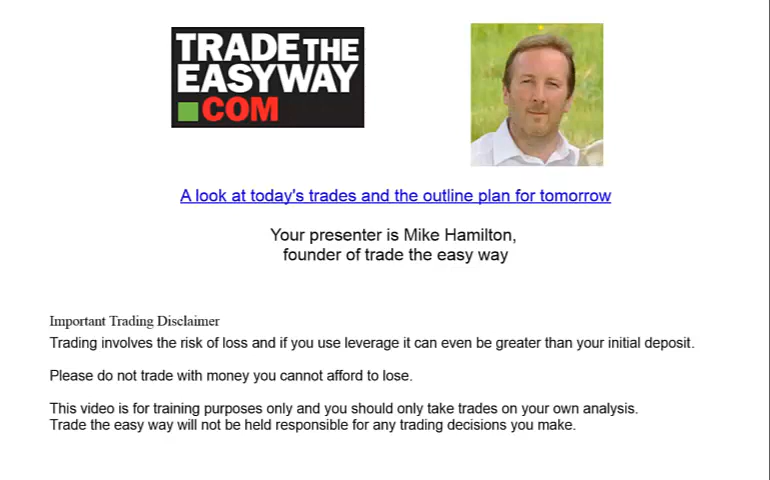 TRADE THE
EASYWAY
.COM
A look at today's trades and the outline plan for tomorrow
Your presenter is Mike Hamilton,
founder of trade the easy way
Important Trading Disclaimer
Trading involves the risk of loss and if you use leverage it can even be greater than your initial deposit.
Please do not trade with money you cannot afford to lose.
This video is for training purposes only and you should only take trades on your own analysis.
Trade the easy way will not be held responsible for any trading decisions you make.